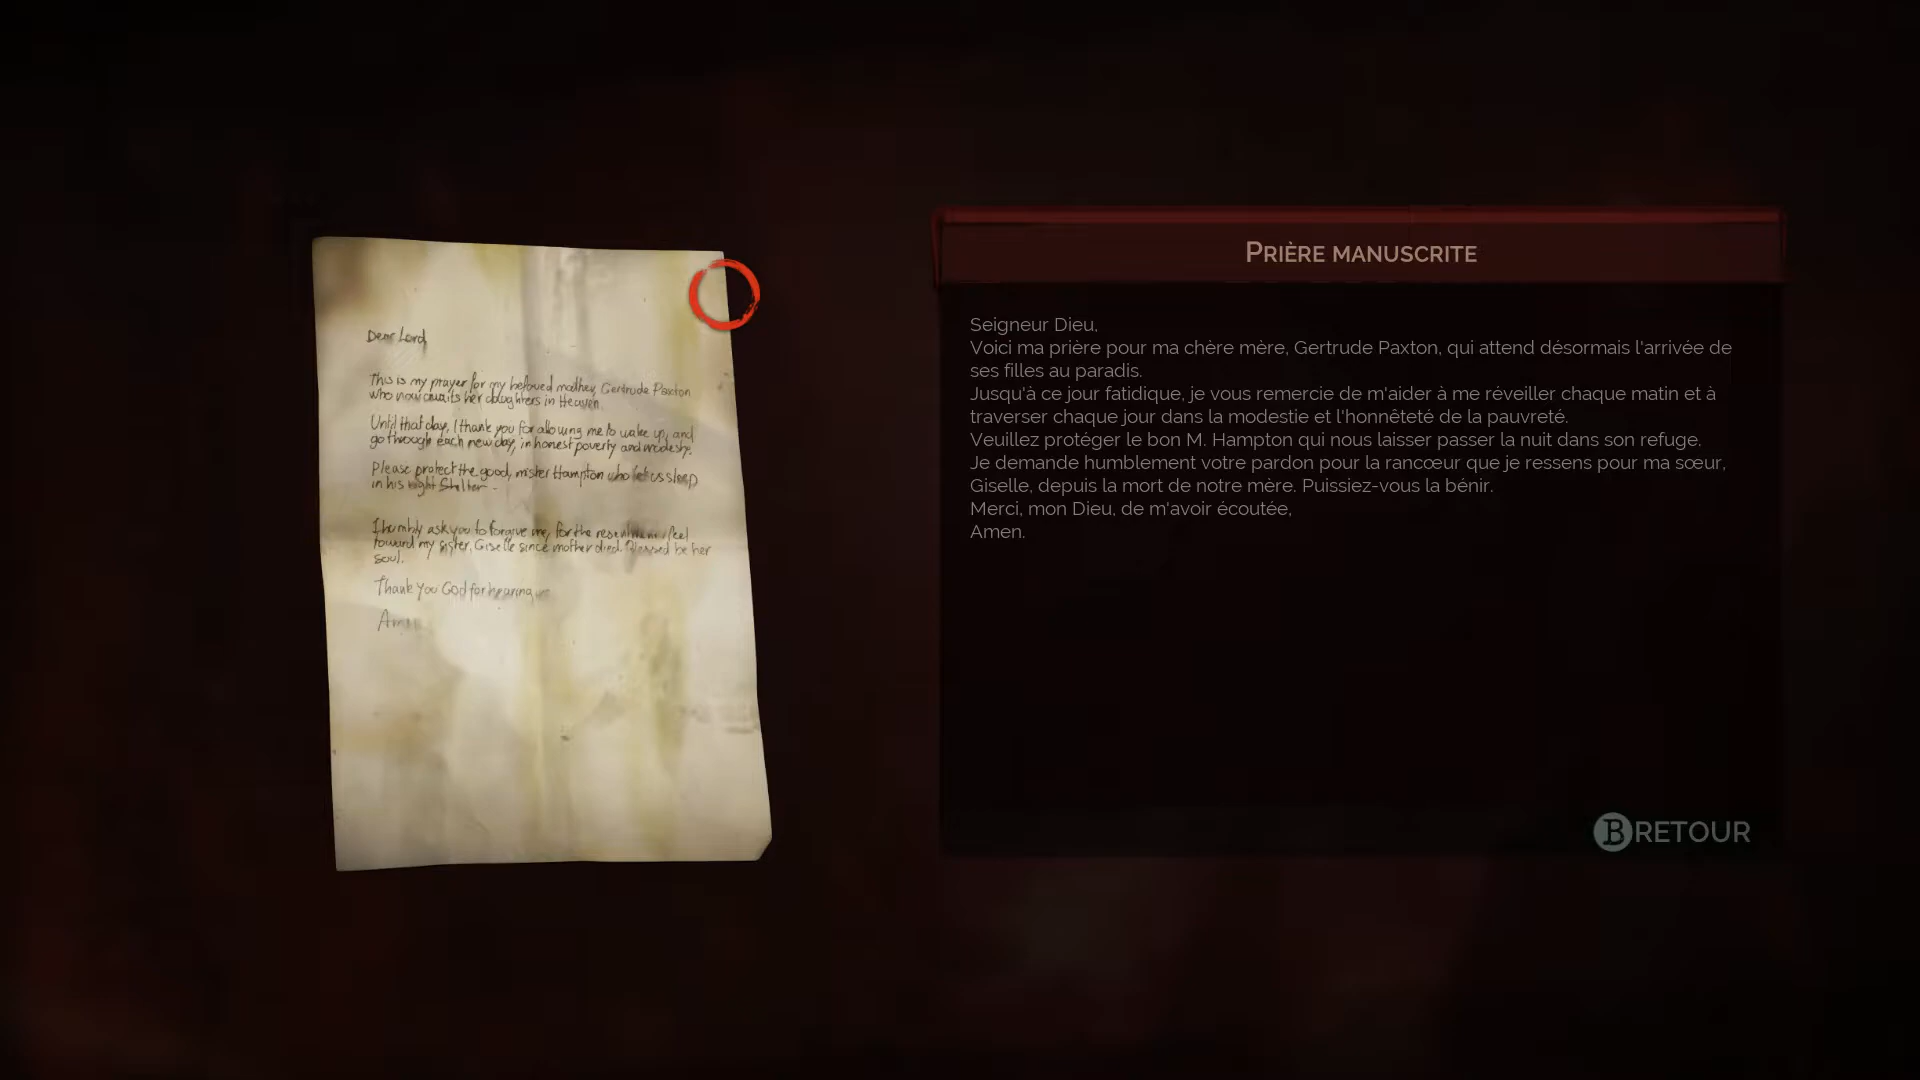 Dear Lord,
This is my prayer for my beloved mother, Gertrude Paxton
who now awaits her daughters in Heaven.
Until that day, I thank you for allowing me to wake up, and
go through each new day, in honest poverty and modesty.
Please protect the good, mister Hampton who let us sleep
in his night Shelter.
I humbly ask you to forgive me, for the resentment I feel
toward my sister, Giselle since mother died. Blessed be her
soul.
Thank you God for hearing me
Amen
PRIÈRE MANUSCRITE
Seigneur Dieu,
Voici ma prière pour ma chère mère, Gertrude Paxton, qui attend désormais l'arrivée de
ses filles au paradis.
Jusqu'à ce jour fatidique, je vous remercie de m'aider à me réveiller chaque matin et à
traverser chaque jour dans la modestie et l'honnêteté de la pauvreté.
Veuillez protéger le bon M. Hampton qui nous laisser passer la nuit dans son refuge.
Je demande humblement votre pardon pour la rancœur que je ressens pour ma sœur,
Giselle, depuis la mort de notre mère. Puissiez-vous la bénir.
Merci, mon Dieu, de m'avoir écoutée,
Amen.
B RETOUR